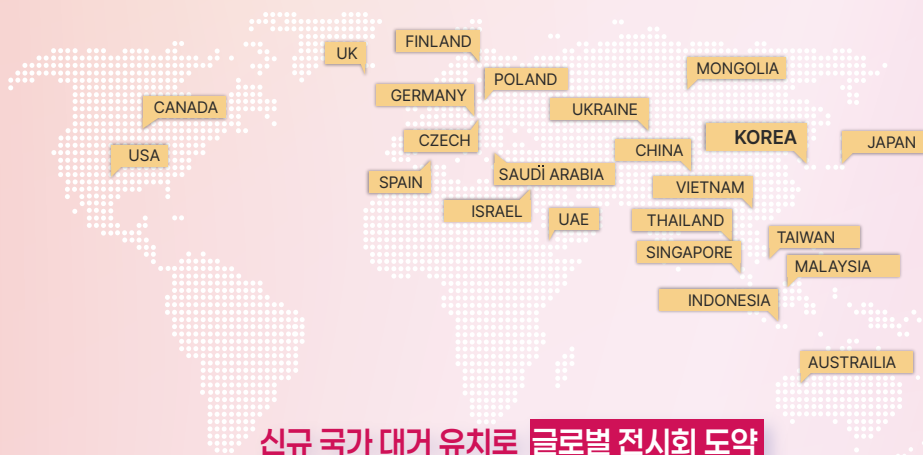 FINLAND
UK
POLAND
MONGOLIA
GERMANY
CANADA
UKRAINE
KOREA
CZECH
CHINA
JAPAN
USA
SAUDÏ ARABIA
SPAIN
VIETNAM
ISRAEL
UAE
THAILAND
TAIWAN
SINGAPORE
MALAYSIA
INDONESIA
AUSTRAILIA
신규 국가 대거 유치로 글로벌 전시회 도약